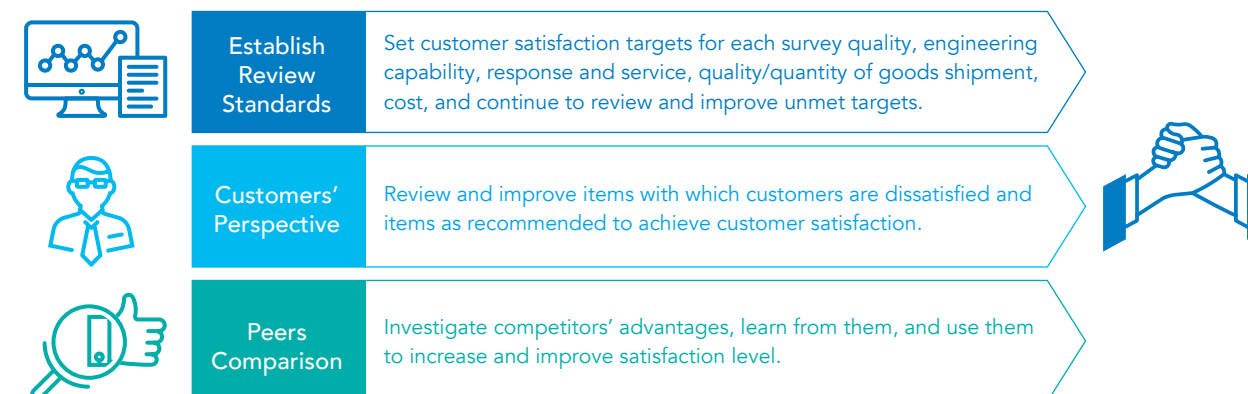 Establish
Review
Standards
Set customer satisfaction targets for each survey quality, engineering
capability, response and service, quality/quantity of goods shipment,
cost, and continue to review and improve unmet targets.
Customers’
Perspective
Review and improve items with which customers are dissatisfied and
items as recommended to achieve customer satisfaction.
Peers
Comparison
Investigate competitors’ advantages, learn from them, and use them
to increase and improve satisfaction level.